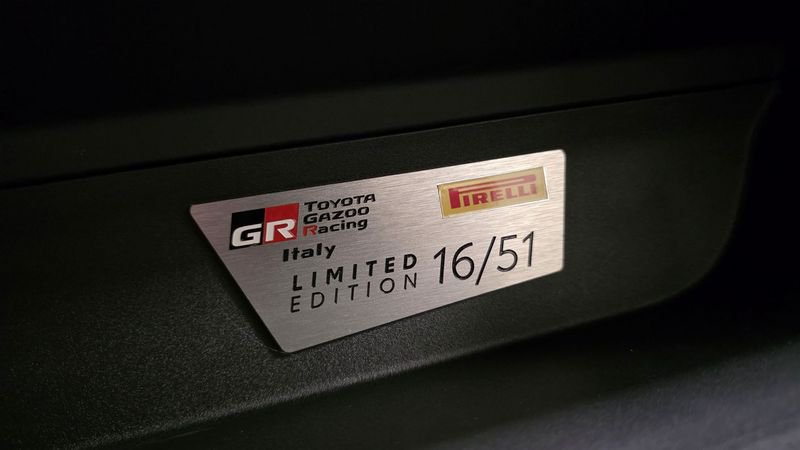 GR TOYOTA
GAZOO
Racing
Italy
PIRELLI
LIMITED
EDITION
16/51